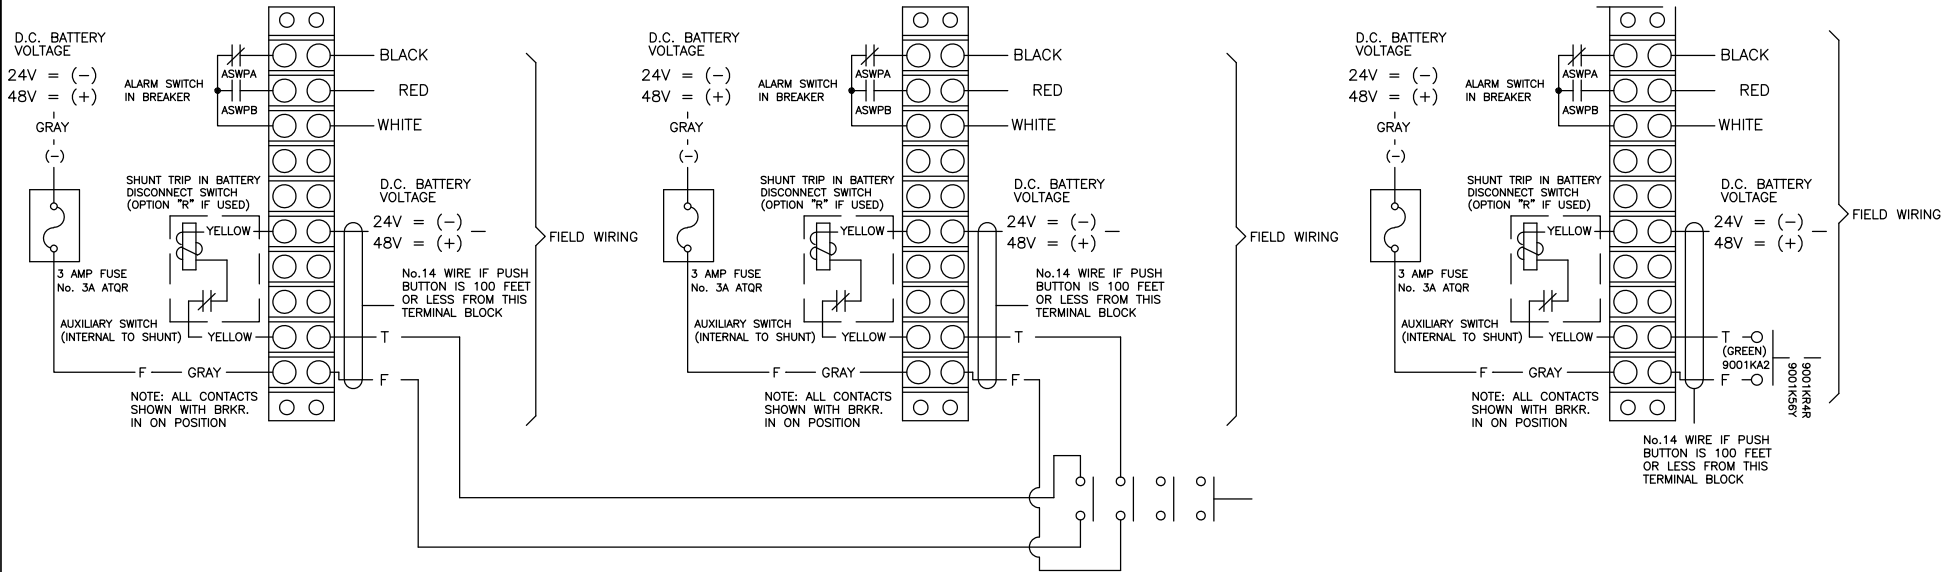 D.C. BATTERY
VOLTAGE
24V = (–)
48V = (+)
GRAY
(–)
3 AMP FUSE
No. 3A ATQR
ALARM SWITCH
IN BREAKER
ASWPA
ASWPB
SHUNT TRIP IN BATTERY
DISCONNECT SWITCH
(OPTION "R" IF USED)
YELLOW
AUXILIARY SWITCH
(INTERNAL TO SHUNT)
YELLOW
F
GRAY
NOTE: ALL CONTACTS
SHOWN WITH BRKR.
IN ON POSITION
BLACK
RED
WHITE
D.C. BATTERY
VOLTAGE
24V = (–)
48V = (+)
No.14 WIRE IF PUSH
BUTTON IS 100 FEET
OR LESS FROM THIS
TERMINAL BLOCK
T
F
FIELD WIRING
D.C. BATTERY
VOLTAGE
24V = (–)
48V = (+)
GRAY
(–)
3 AMP FUSE
No. 3A ATQR
ALARM SWITCH
IN BREAKER
ASWPA
ASWPB
SHUNT TRIP IN BATTERY
DISCONNECT SWITCH
(OPTION "R" IF USED)
YELLOW
AUXILIARY SWITCH
(INTERNAL TO SHUNT)
YELLOW
F
GRAY
NOTE: ALL CONTACTS
SHOWN WITH BRKR.
IN ON POSITION
BLACK
RED
WHITE
D.C. BATTERY
VOLTAGE
24V = (–)
48V = (+)
No.14 WIRE IF PUSH
BUTTON IS 100 FEET
OR LESS FROM THIS
TERMINAL BLOCK
T
F
FIELD WIRING
D.C. BATTERY
VOLTAGE
24V = (–)
48V = (+)
GRAY
(–)
3 AMP FUSE
No. 3A ATQR
ALARM SWITCH
IN BREAKER
ASWPA
ASWPB
SHUNT TRIP IN BATTERY
DISCONNECT SWITCH
(OPTION "R" IF USED)
YELLOW
AUXILIARY SWITCH
(INTERNAL TO SHUNT)
YELLOW
F
GRAY
NOTE: ALL CONTACTS
SHOWN WITH BRKR.
IN ON POSITION
BLACK
RED
WHITE
D.C. BATTERY
VOLTAGE
24V = (–)
48V = (+)
T
(GREEN)
9001KA2
F
9001KR4R
9001K56Y
No.14 WIRE IF PUSH
BUTTON IS 100 FEET
OR LESS FROM THIS
TERMINAL BLOCK
FIELD WIRING